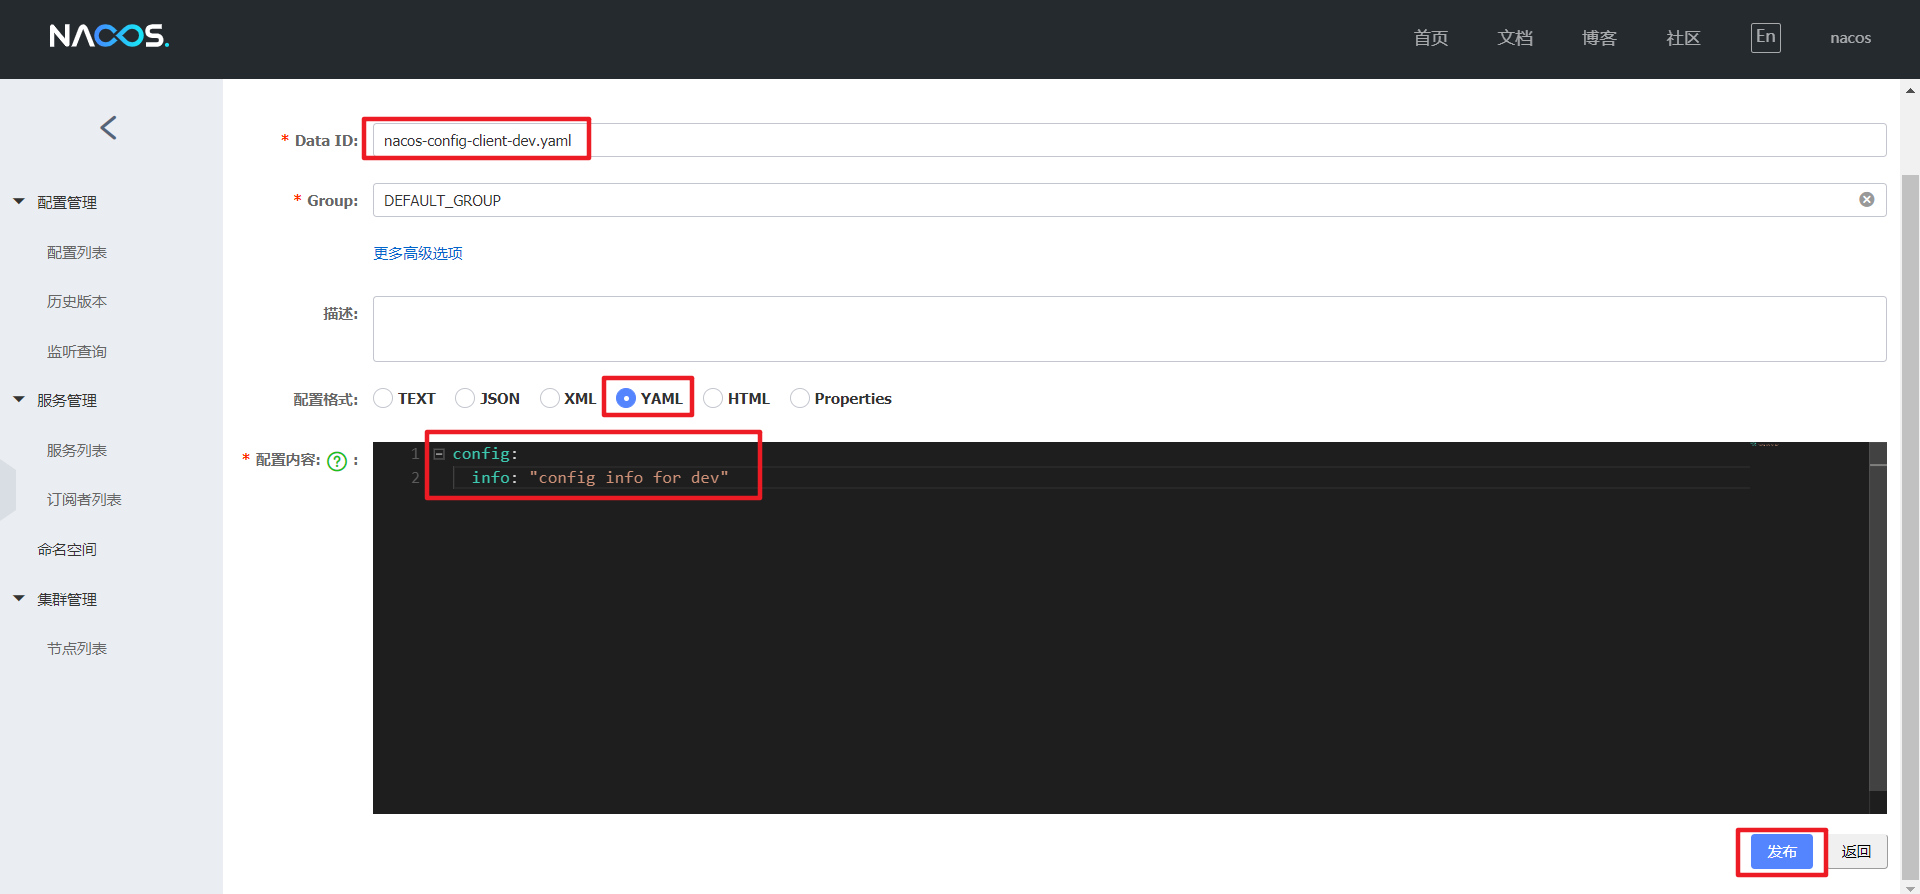 NACOS.
首页 文档 博客 社区 En nacos
配置管理
配置列表
历史版本
监听查询
服务管理
服务列表
订阅者列表
命名空间
集群管理
节点列表
* Data ID: nacos-config-client-dev.yaml
* Group: DEFAULT_GROUP
更多高级选项
描述:
配置格式: TEXT JSON XML YAML HTML Properties
* 配置内容: ? :
1 config:
2 info: "config info for dev"
发布 返回